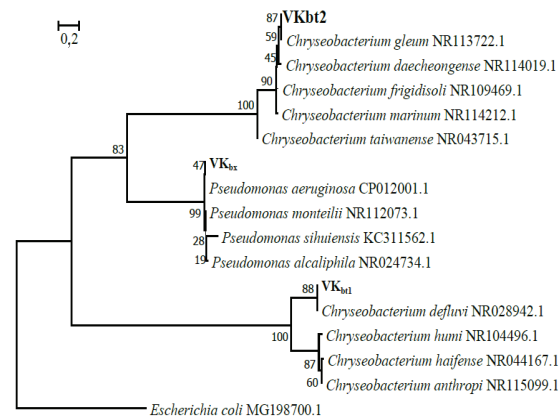 87 VKbt2
0,2
59 Chryseobacterium gleum NR113722.1
45 Chryseobacterium daecheongense NR114019.1
90 Chryseobacterium frigidisoli NR109469.1
100 Chryseobacterium marinum NR114212.1
Chryseobacterium taiwanense NR043715.1
83
47 VKbx
Pseudomonas aeruginosa CP012001.1
99 Pseudomonas monteilii NR112073.1
28 Pseudomonas sihuiensis KC311562.1
19 Pseudomonas alcaliphila NR024734.1
88 VKbt1
Chryseobacterium defluvi NR028942.1
100 Chryseobacterium humi NR104496.1
87 Chryseobacterium haifense NR044167.1
60 Chryseobacterium anthropi NR115099.1
Escherichia coli MG198700.1